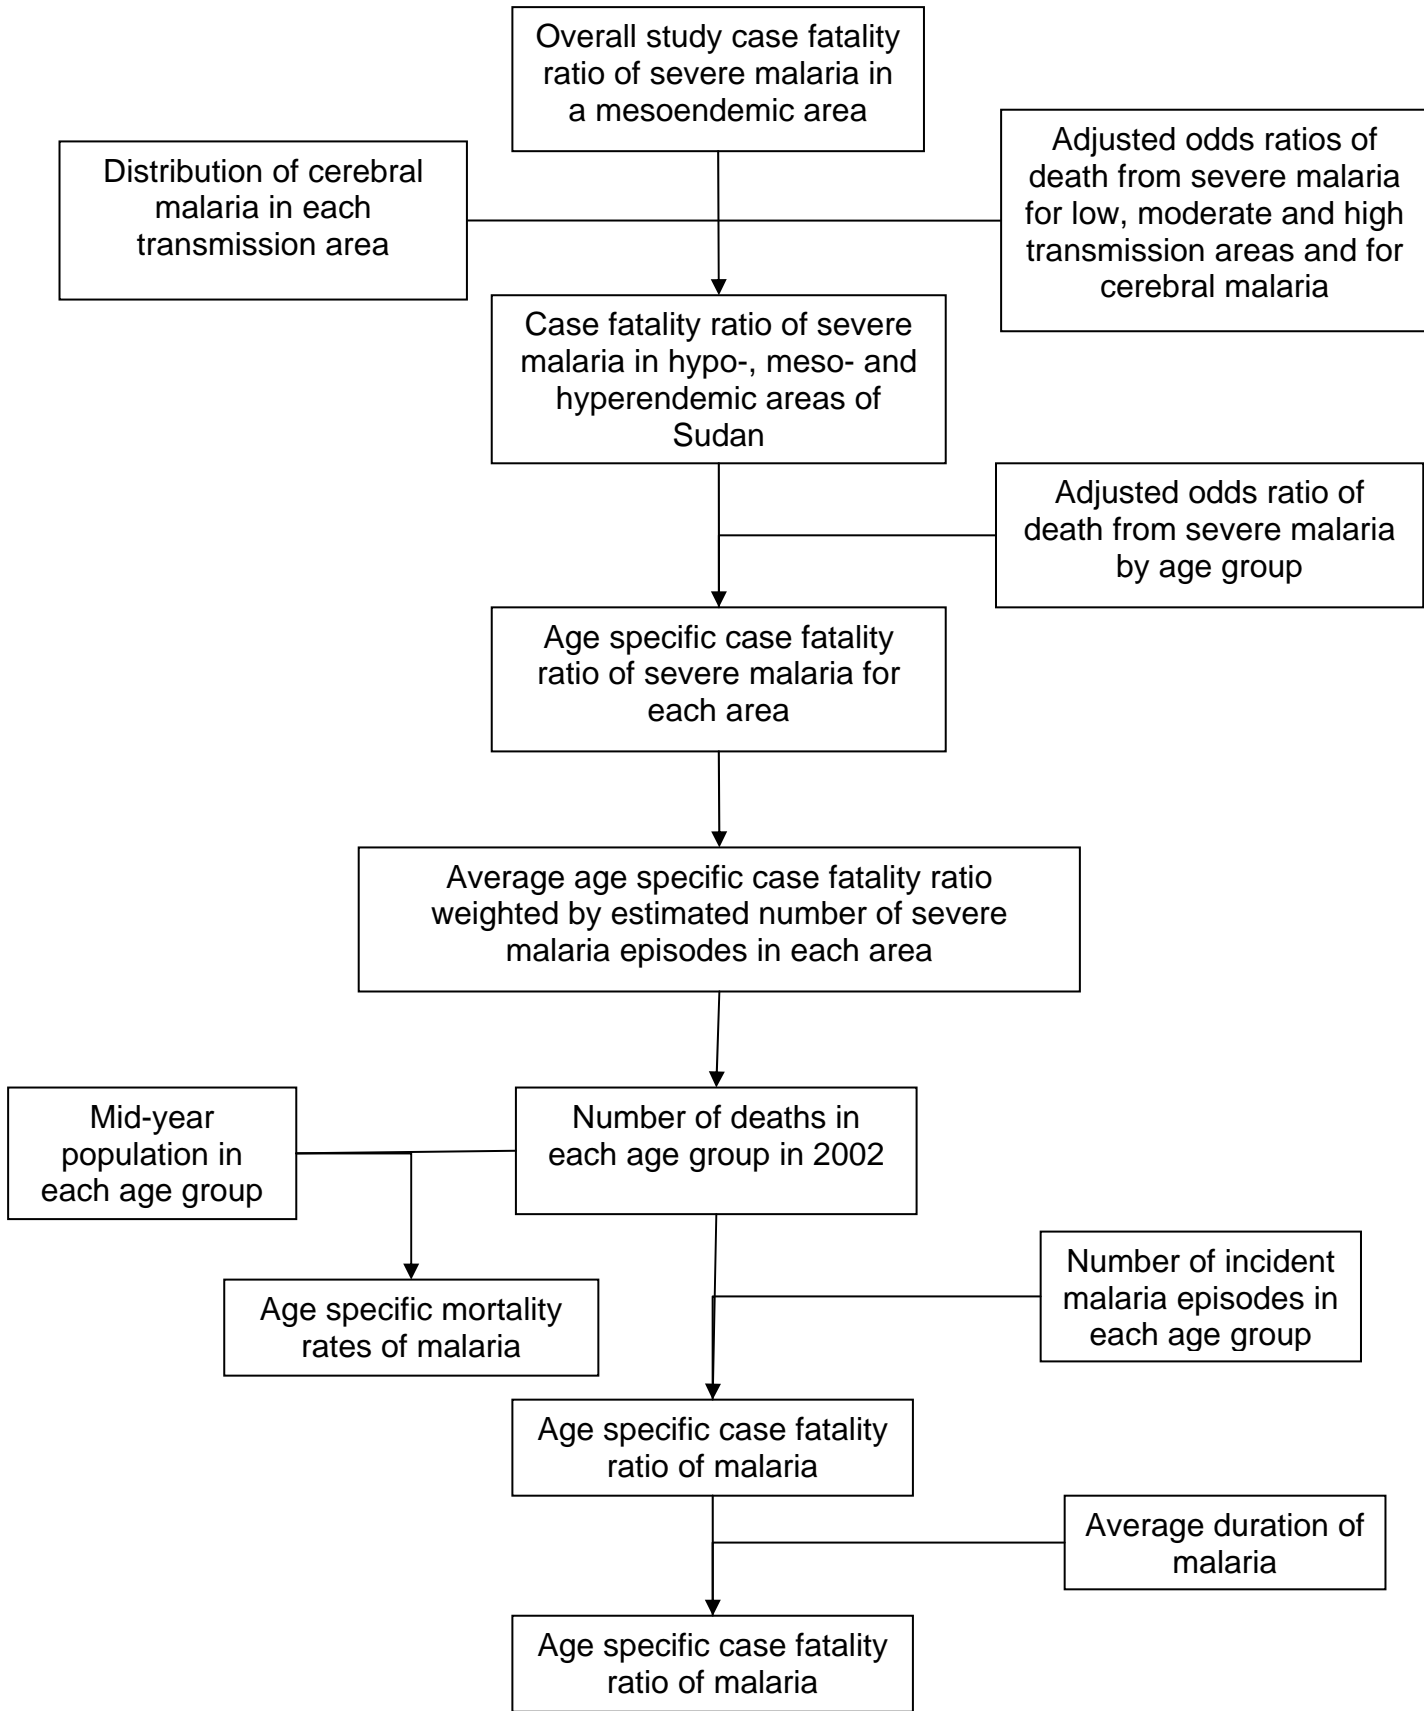 Overall study case fatality
ratio of severe malaria in
a mesoendemic area
Distribution of cerebral
malaria in each
transmission area
Adjusted odds ratios of
death from severe malaria
for low, moderate and high
transmission areas and for
cerebral malaria
Case fatality ratio of severe
malaria in hypo-, meso- and
hyperendemic areas of
Sudan
Adjusted odds ratio of
death from severe malaria
by age group
Age specific case fatality
ratio of severe malaria for
each area
Average age specific case fatality ratio
weighted by estimated number of severe
malaria episodes in each area
Mid-year
population in
each age group
Number of deaths in
each age group in 2002
Age specific mortality
rates of malaria
Number of incident
malaria episodes in
each age group
Age specific case fatality
ratio of malaria
Average duration of
malaria
Age specific case fatality
ratio of malaria